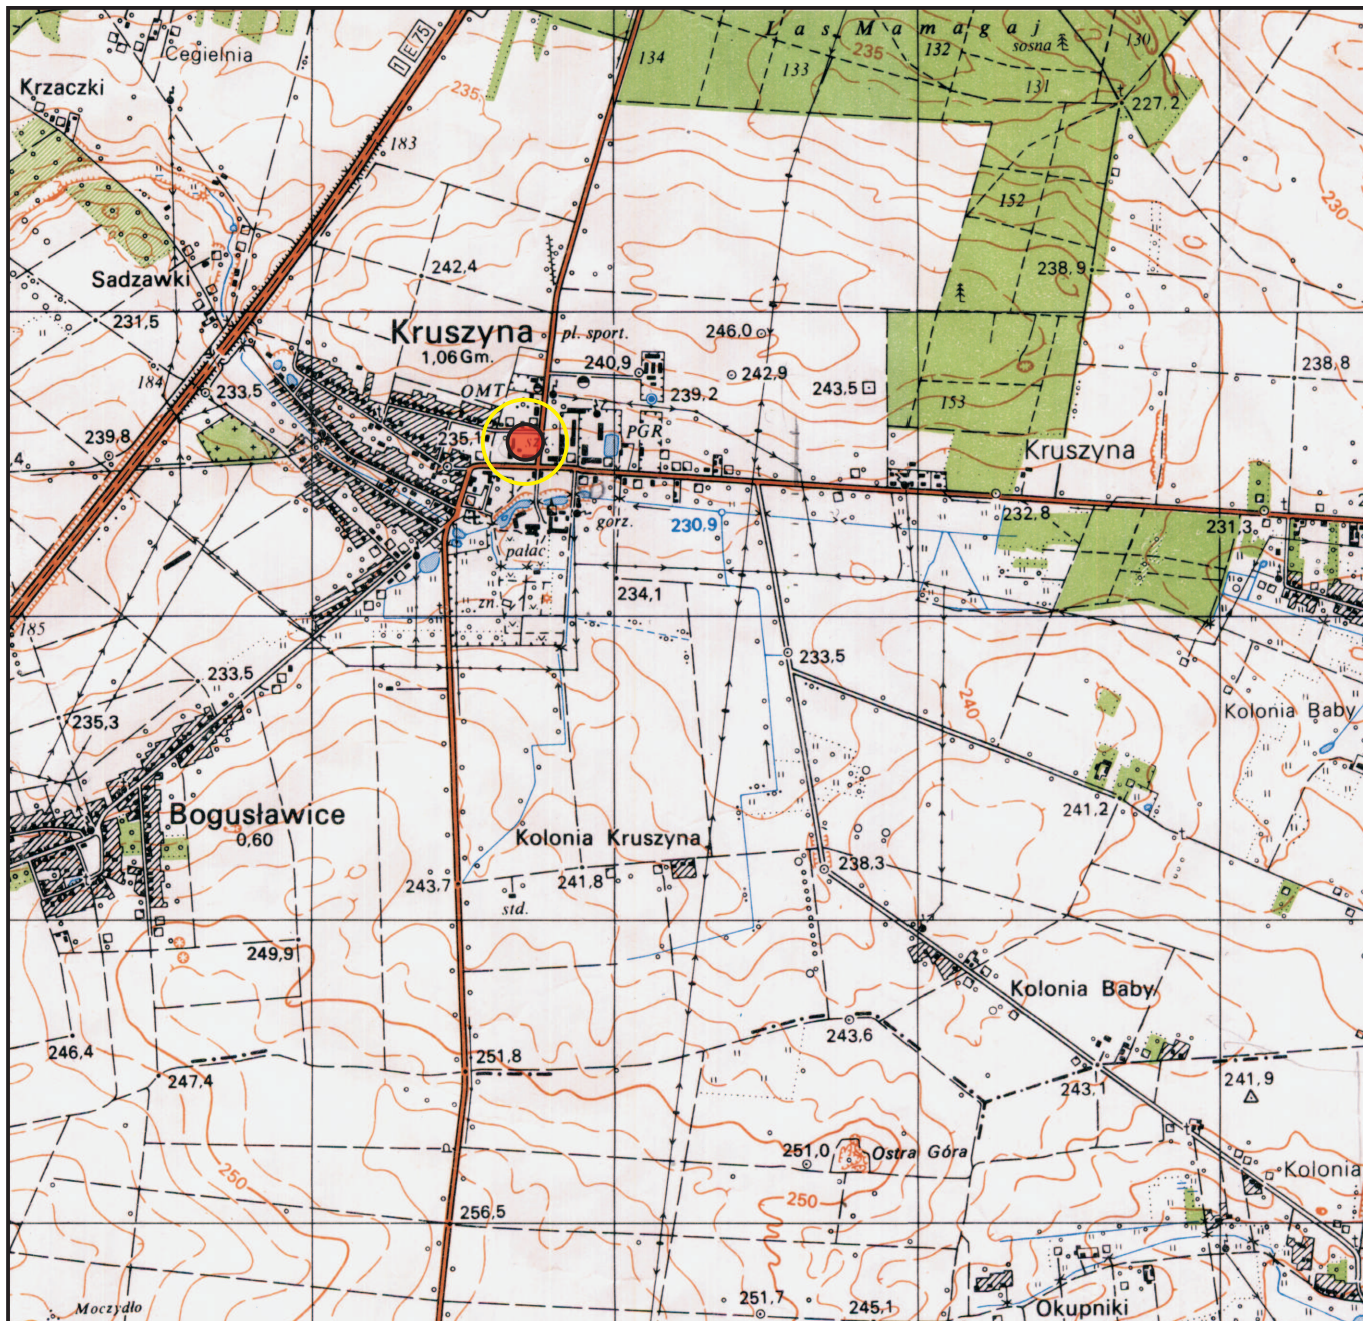 Las Mamagaj
Cegielnia
1
E 75
134
133
235
132
sosna
130
131
Krzaczki
235
227,2
183
152
230
Sadzawki
242,4
238,9
231,5
Kruszyna
1,06 Gm.
pl. sport.
246,0
240,9
242,9
243,5
238,8
184
233,5
OMT
239,2
153
239,8
235,1
sz
PGR
Kruszyna
4
gorz.
230,9
232,8
231,3
pałac
zn.
234,1
185
233,5
233,5
235,3
240
Kolonia Baby
241,2
Bogusławice
0,60
Kolonia Kruszyna
238,3
243,7
241,8
std.
249,9
Kolonia Baby
246,4
243,6
251,8
247,4
243,1
241,9
251,0
Ostra Góra
Kolonia
250
250
256,5
Moczydło
251,7
245,1
Okupniki